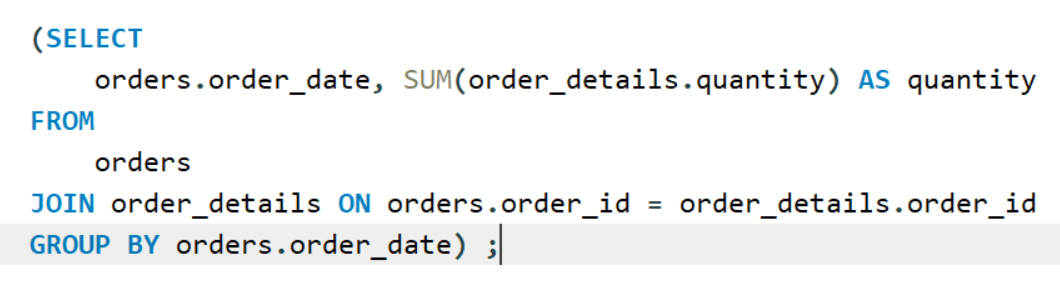 (SELECT
orders.order_date, SUM(order_details.quantity) AS quantity
FROM
orders
JOIN order_details ON orders.order_id = order_details.order_id
GROUP BY orders.order_date) ;